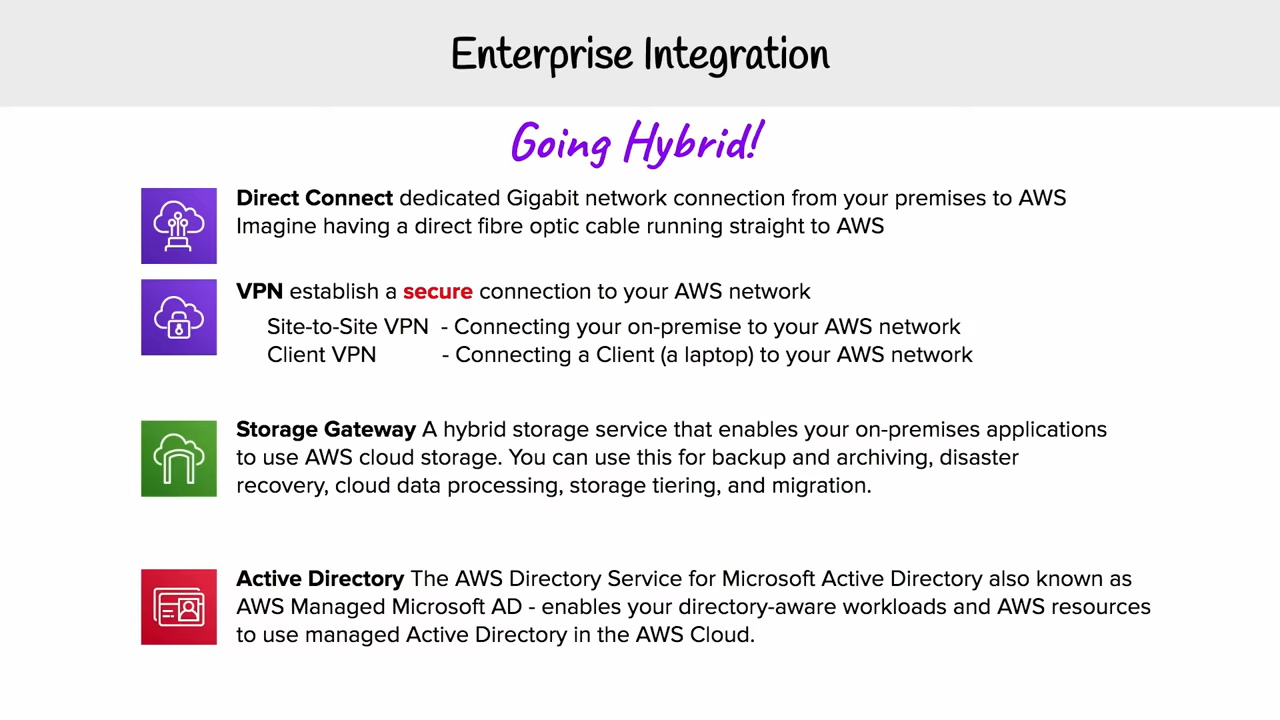 Enterprise Integration
Going Hybrid!
Direct Connect dedicated Gigabit network connection from your premises to AWS
Imagine having a direct fibre optic cable running straight to AWS
VPN establish a secure connection to your AWS network
Site-to-Site VPN - Connecting your on-premise to your AWS network
Client VPN - Connecting a Client (a laptop) to your AWS network
Storage Gateway A hybrid storage service that enables your on-premises applications
to use AWS cloud storage. You can use this for backup and archiving, disaster
recovery, cloud data processing, storage tiering, and migration.
Active Directory The AWS Directory Service for Microsoft Active Directory also known as
AWS Managed Microsoft AD - enables your directory-aware workloads and AWS resources
to use managed Active Directory in the AWS Cloud.